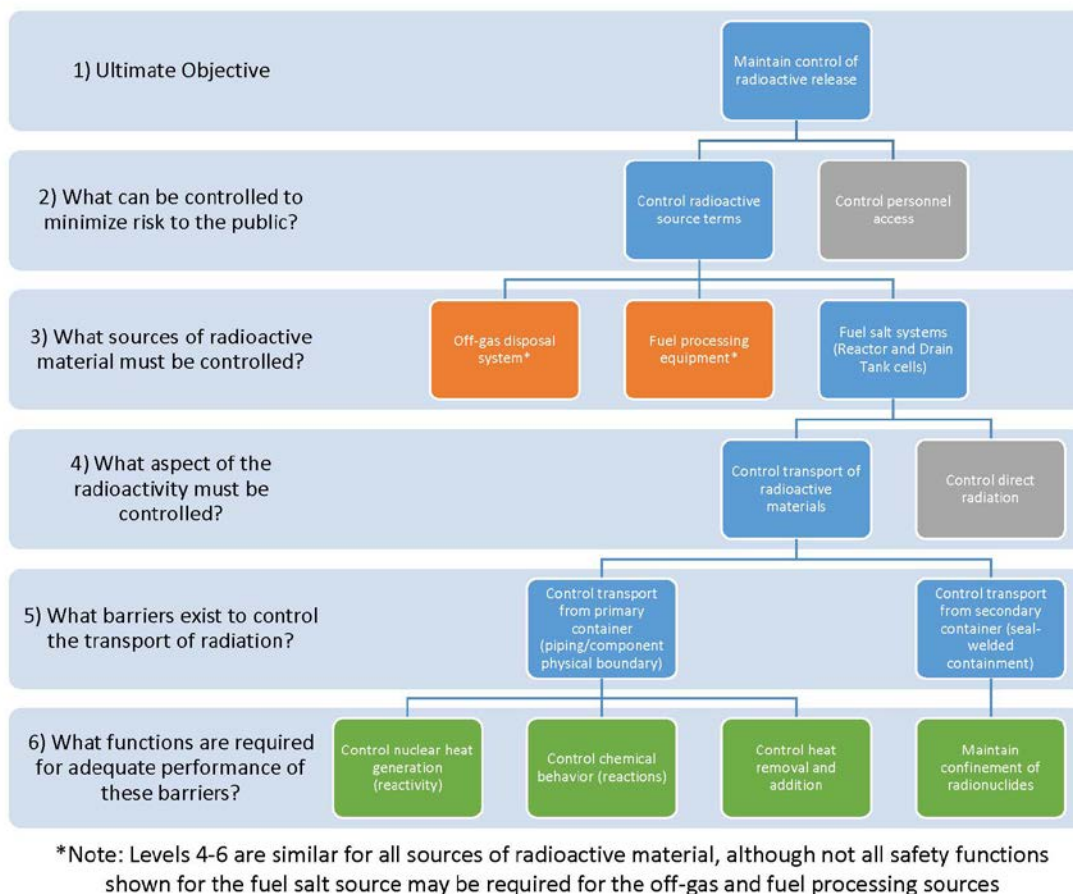 1) Ultimate Objective
Maintain control of
radioactive release
2) What can be controlled to
minimize risk to the public?
Control radioactive
source terms
Control personnel
access
3) What sources of radioactive
material must be controlled?
Off-gas disposal
system*
Fuel processing
equipment*
Fuel salt systems
(Reactor and Drain
Tank cells)
4) What aspect of the
radioactivity must be
controlled?
Control transport of
radioactive
materials
Control direct
radiation
5) What barriers exist to control
the transport of radiation?
Control transport
from primary
container
(piping/component
physical boundary)
Control transport
from secondary
container (seal-
welded
containment)
6) What functions are required
for adequate performance of
these barriers?
Control nuclear heat
generation
(reactivity)
Control chemical
behavior (reactions)
Control heat
removal and
addition
Maintain
confinement of
radionuclides
*Note: Levels 4-6 are similar for all sources of radioactive material, although not all safety functions
shown for the fuel salt source may be required for the off-gas and fuel processing sources